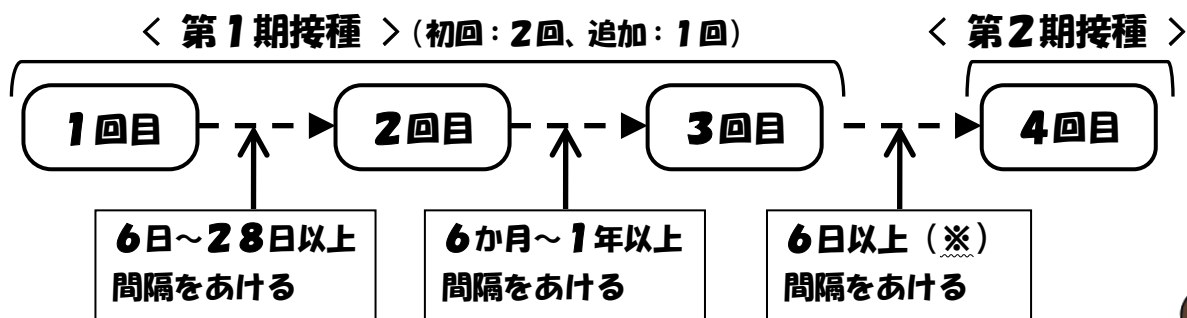 〈 第1期接種 〉(初回：2回、追加：1回)
〈 第2期接種 〉
1回目
2回目
3回目
4回目
6日～28日以上
間隔をあける
6か月～1年以上
間隔をあける
6日以上（※）
間隔をあける